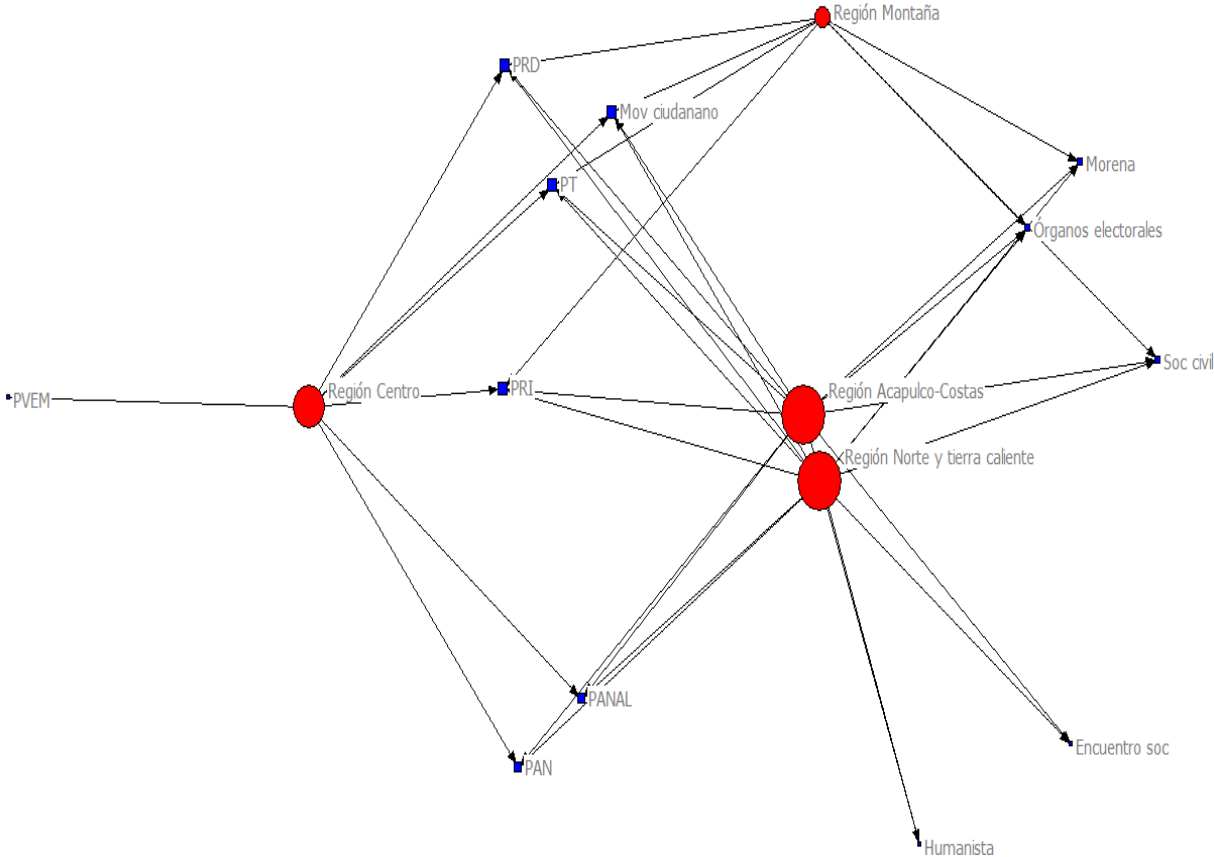 Región Montaña
PRD
Mov ciudanano
PT
Morena
Órganos electorales
Soc civil
Región Centro
PRI
Región Acapulco-Costas
PVEM
Región Norte y tierra caliente
PANAL
Encuentro soc
PAN
Humanista